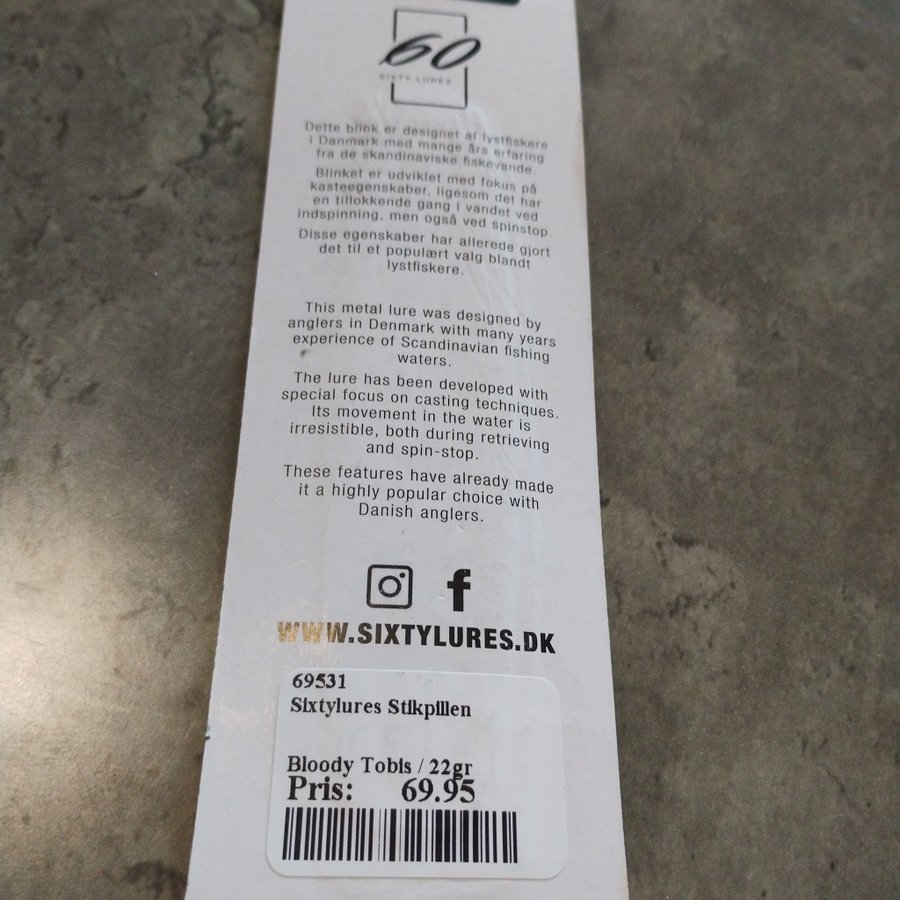 60
SIXTY LURES
Dette blink er designet af lystfiskere
i Danmark med mange års erfaring
fra de skandinaviske fiskevande.
Blinket er udviklet med fokus på
kasteegenskaber, ligesom det har
en tillokkende gang i vandet ved
indspinning, men også ved spinstop.
Disse egenskaber har allerede gjort
det til et populært valg blandt
lystfiskere.
This metal lure was designed by
anglers in Denmark with many years
experience of Scandinavian fishing
waters.
The lure has been developed with
special focus on casting techniques.
Its movement in the water is
irresistible, both during retrieving
and spin-stop.
These features have already made
it a highly popular choice with
Danish anglers.
WWW.SIXTYLURES.DK
69531
Sixtylures Stikpillen
Bloody Tobis / 22gr
Pris: 69.95